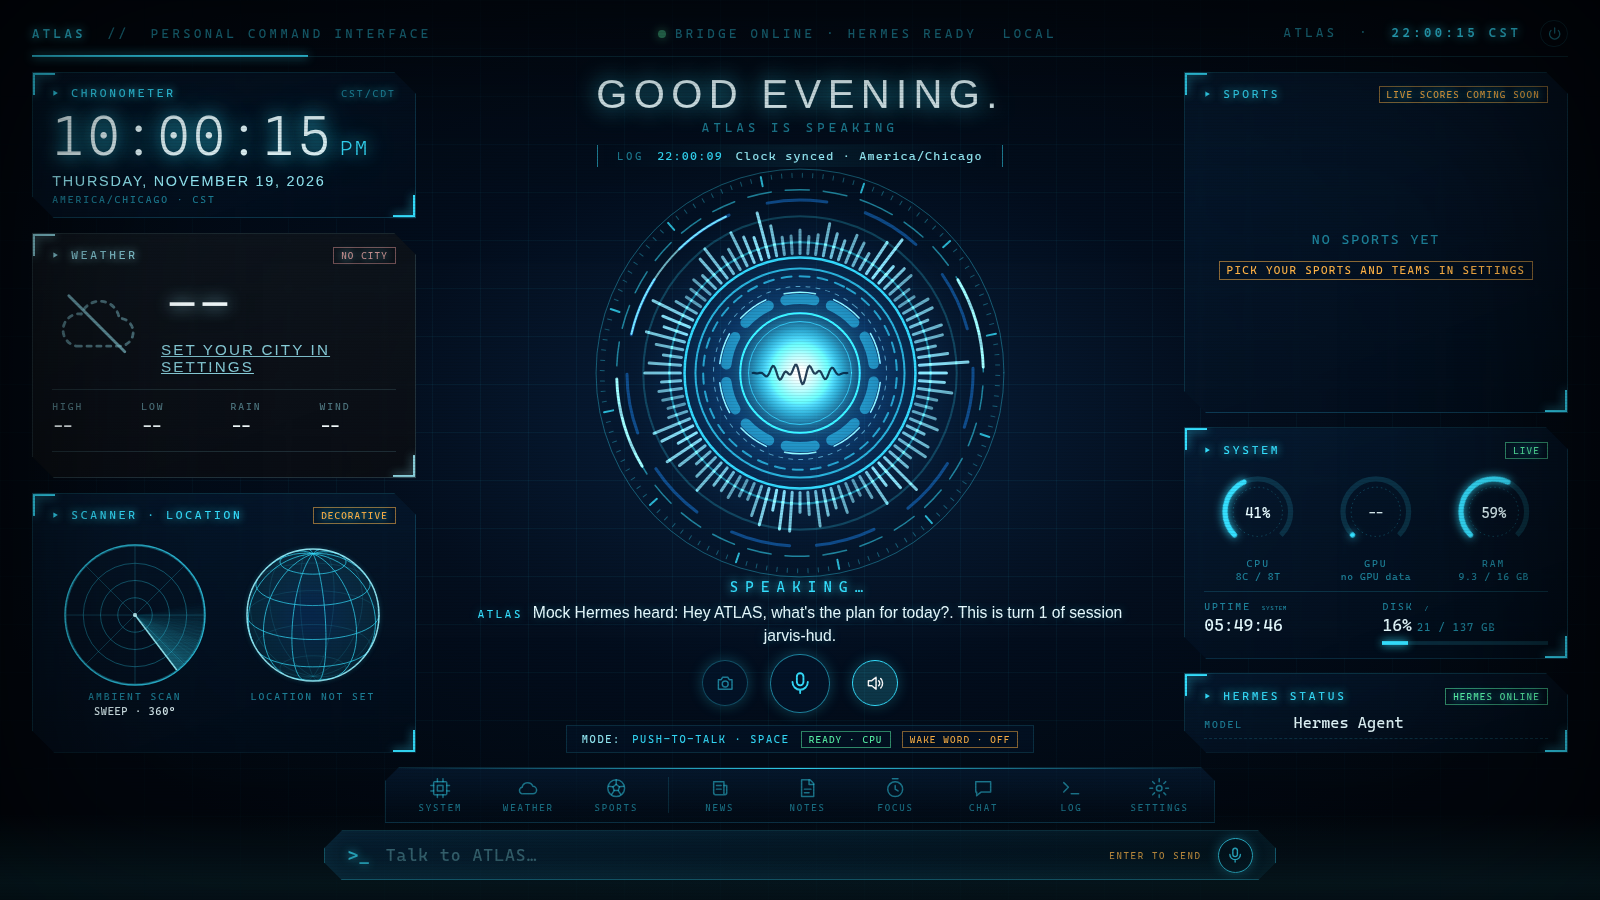 ATLAS // PERSONAL COMMAND INTERFACE
BRIDGE ONLINE · HERMES READY LOCAL
ATLAS · 22:00:15 CST
CHRONOMETER CST/CDT
10:00:15 PM
THURSDAY, NOVEMBER 19, 2026
AMERICA/CHICAGO · CST
WEATHER NO CITY
--
SET YOUR CITY IN
SETTINGS
HIGH LOW RAIN WIND
-- -- -- --
SCANNER · LOCATION DECORATIVE
AMBIENT SCAN LOCATION NOT SET
SWEEP · 360°
GOOD EVENING.
ATLAS IS SPEAKING
LOG 22:00:09 Clock synced · America/Chicago
SPEAKING…
ATLAS Mock Hermes heard: Hey ATLAS, what's the plan for today?. This is turn 1 of session
jarvis-hud.
MODE: PUSH-TO-TALK · SPACE READY · CPU WAKE WORD · OFF
SPORTS LIVE SCORES COMING SOON
NO SPORTS YET
PICK YOUR SPORTS AND TEAMS IN SETTINGS
SYSTEM LIVE
41% -- 59%
CPU GPU RAM
8C / 8T no GPU data 9.3 / 16 GB
UPTIME SYSTEM DISK /
05:49:46 16% 21 / 137 GB
HERMES STATUS HERMES ONLINE
MODEL Hermes Agent
SYSTEM WEATHER SPORTS NEWS NOTES FOCUS CHAT LOG SETTINGS
>_ Talk to ATLAS… ENTER TO SEND